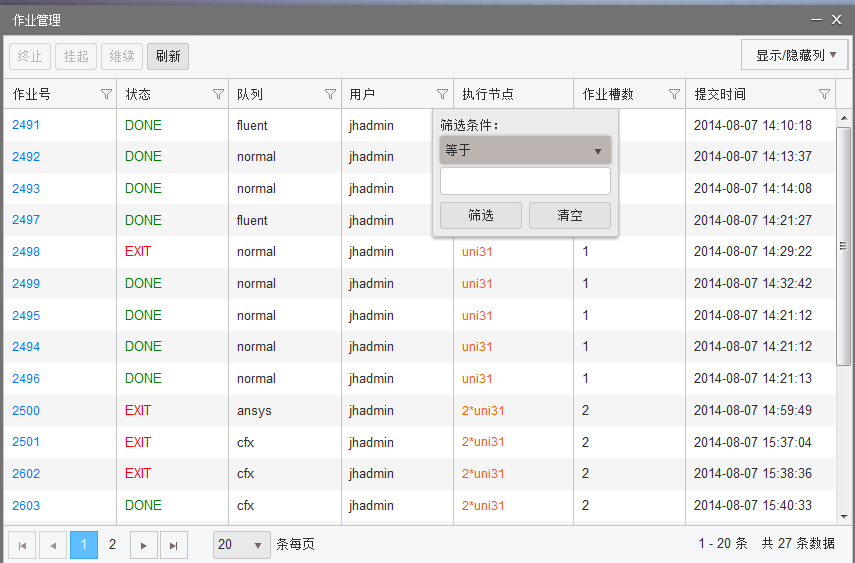 作业管理
终止 挂起 继续 刷新 显示/隐藏列
作业号 状态 队列 用户 执行节点 作业槽数 提交时间
2491 DONE fluent jhadmin 2014-08-07 14:10:18
筛选条件：
2492 DONE normal jhadmin 2014-08-07 14:13:37
等于
2493 DONE normal jhadmin 2014-08-07 14:14:08
2497 DONE fluent jhadmin 2014-08-07 14:21:27
筛选 清空
2498 EXIT normal jhadmin uni31 1 2014-08-07 14:29:22
2499 DONE normal jhadmin uni31 1 2014-08-07 14:32:42
2495 DONE normal jhadmin uni31 1 2014-08-07 14:21:12
2494 DONE normal jhadmin uni31 1 2014-08-07 14:21:12
2496 DONE normal jhadmin uni31 1 2014-08-07 14:21:13
2500 EXIT ansys jhadmin 2*uni31 2 2014-08-07 14:59:49
2501 EXIT cfx jhadmin 2*uni31 2 2014-08-07 15:37:04
2602 EXIT cfx jhadmin 2*uni31 2 2014-08-07 15:38:36
2603 DONE cfx jhadmin 2*uni31 2 2014-08-07 15:40:33
1 2 20 条每页 1 - 20 条 共 27 条数据